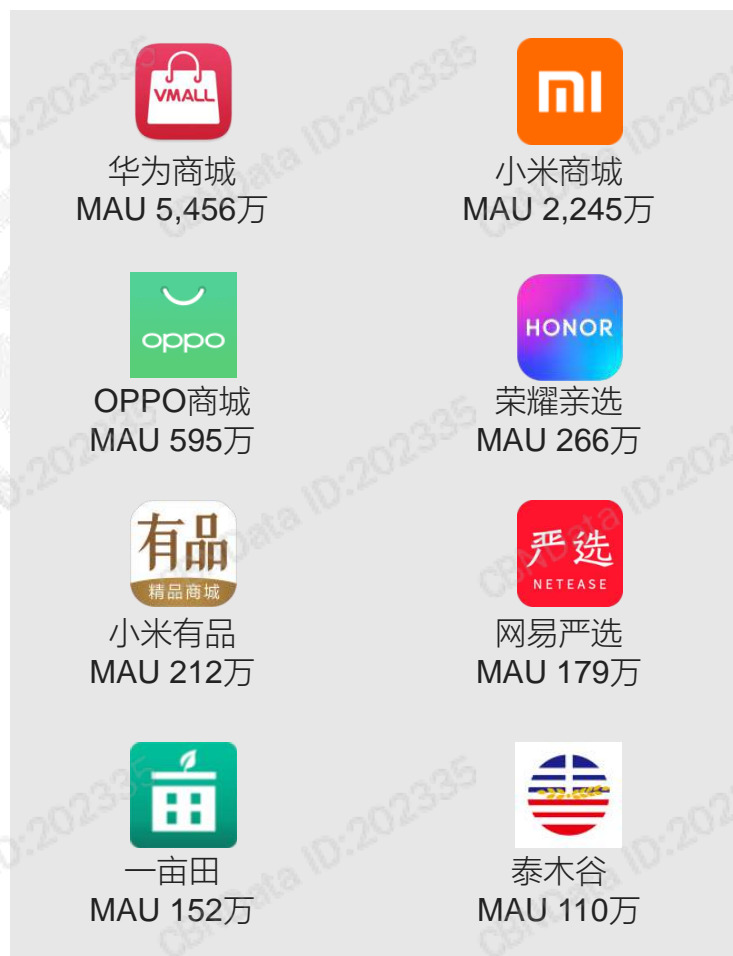 VMALL
华为商城
MAU 5,456万
小米商城
MAU 2,245万
oppo
OPPO商城
MAU 595万
HONOR
荣耀亲选
MAU 266万
有品
精品商城
小米有品
MAU 212万
严选
NETEASE
网易严选
MAU 179万
一亩田
MAU 152万
泰木谷
MAU 110万
CBNData ID:202335